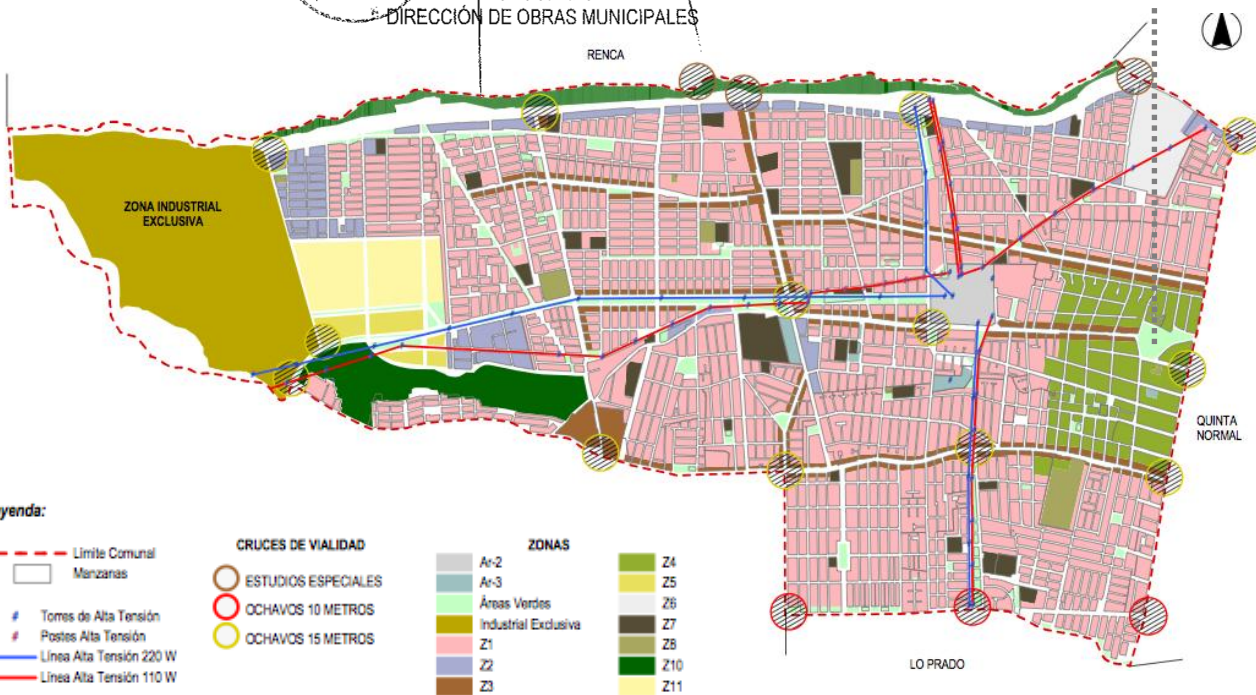 DIRECCIÓN DE OBRAS MUNICIPALES
RENCA
ZONA INDUSTRIAL
EXCLUSIVA
QUINTA
NORMAL
LO PRADO
yenda:
Límite Comunal
Manzanas
Torres de Alta Tensión
Postes Alta Tensión
Línea Alta Tensión 220 W
Línea Alta Tensión 110 W
CRUCES DE VIALIDAD
ESTUDIOS ESPECIALES
OCHAVOS 10 METROS
OCHAVOS 15 METROS
ZONAS
Ar-2
Ar-3
Áreas Verdes
Industrial Exclusiva
Z1
Z2
Z3
Z4
Z5
Z6
Z7
Z8
Z10
Z11